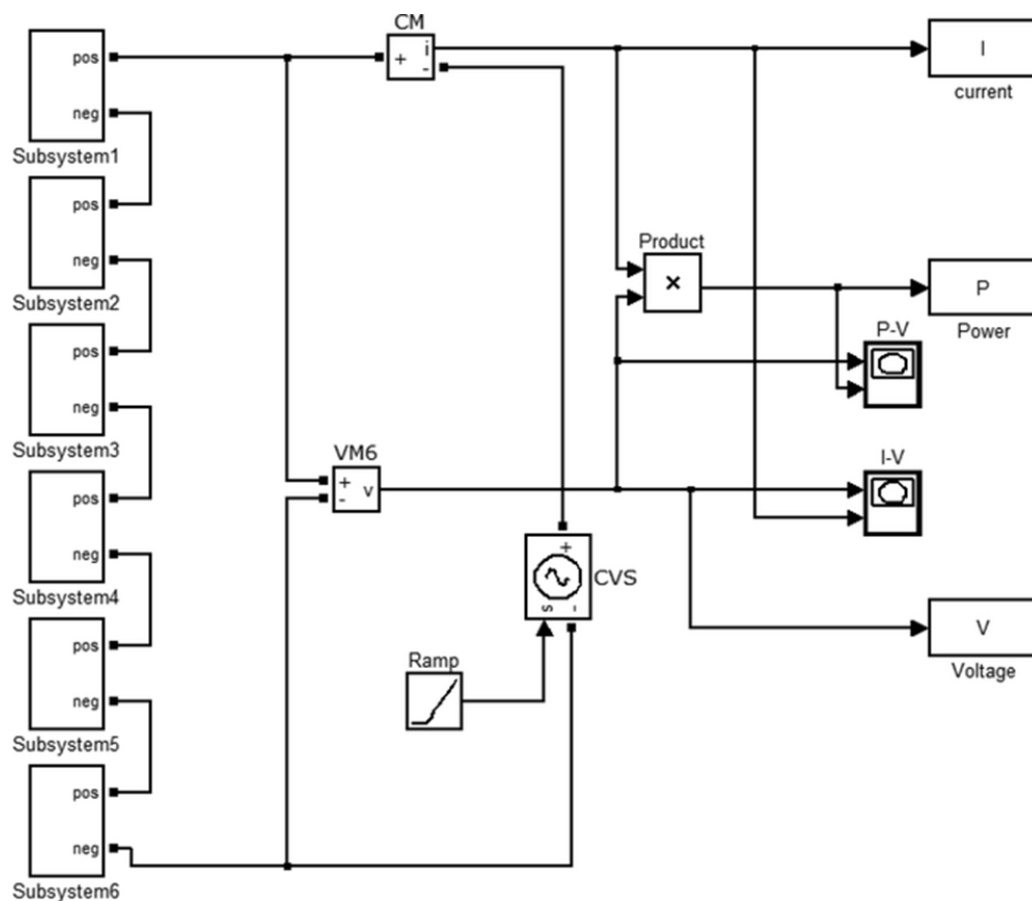 CM
pos
neg
Subsystem1
pos
neg
Subsystem2
pos
neg
Subsystem3
pos
neg
Subsystem4
pos
neg
Subsystem5
pos
neg
Subsystem6
+
i
-
I
current
Product
×
P
Power
P-V
VM6
+
-
v
I-V
+
s
-
CVS
Ramp
V
Voltage